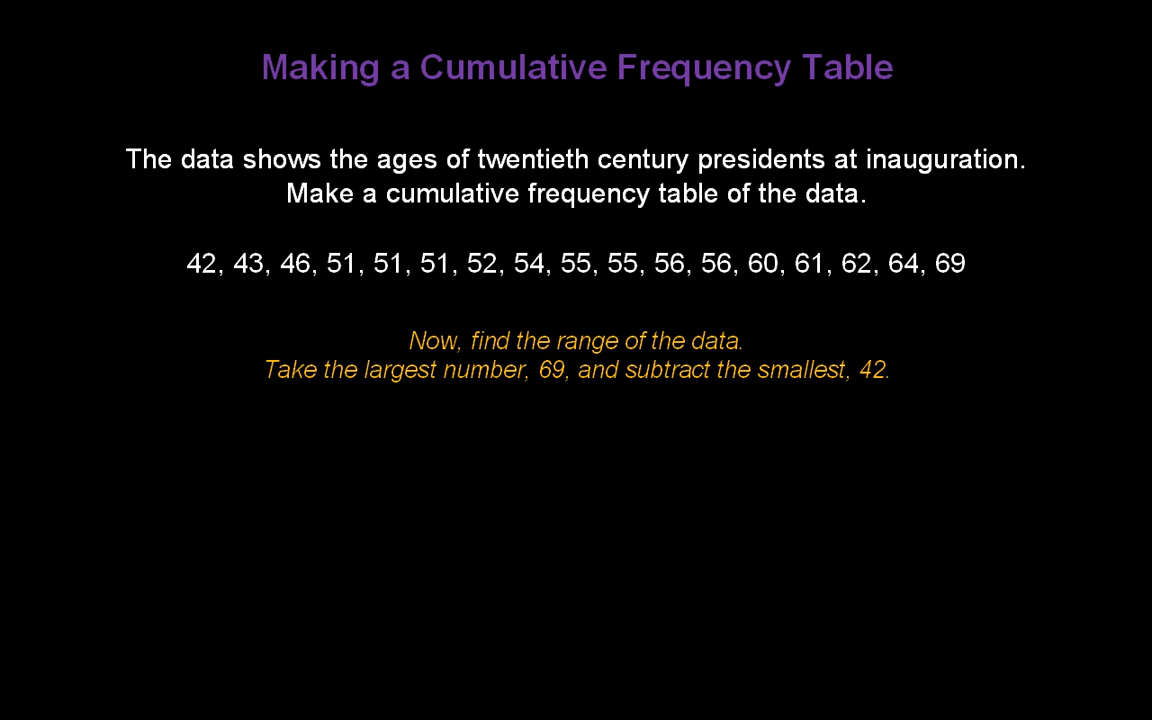 Making a Cumulative Frequency Table
The data shows the ages of twentieth century presidents at inauguration.
Make a cumulative frequency table of the data.
42, 43, 46, 51, 51, 51, 52, 54, 55, 55, 56, 56, 60, 61, 62, 64, 69
Now, find the range of the data.
Take the largest number, 69, and subtract the smallest, 42.